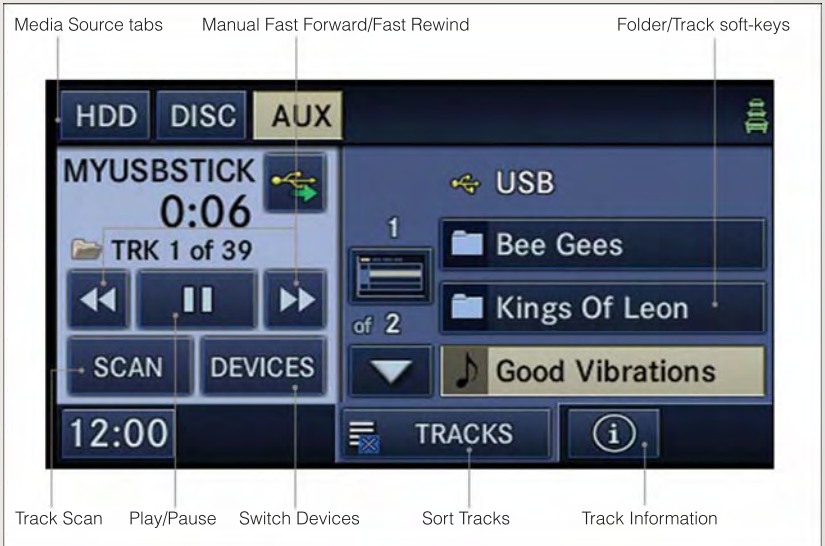 Media Source tabs
Manual Fast Forward/Fast Rewind
Folder/Track soft-keys
HDD
DISC
AUX
MYUSBSTICK
0:06
TRK 1 of 39
SCAN
DEVICES
12:00
USB
1
of 2
Bee Gees
Kings Of Leon
Good Vibrations
TRACKS
i
Track Scan
Play/Pause
Switch Devices
Sort Tracks
Track Information